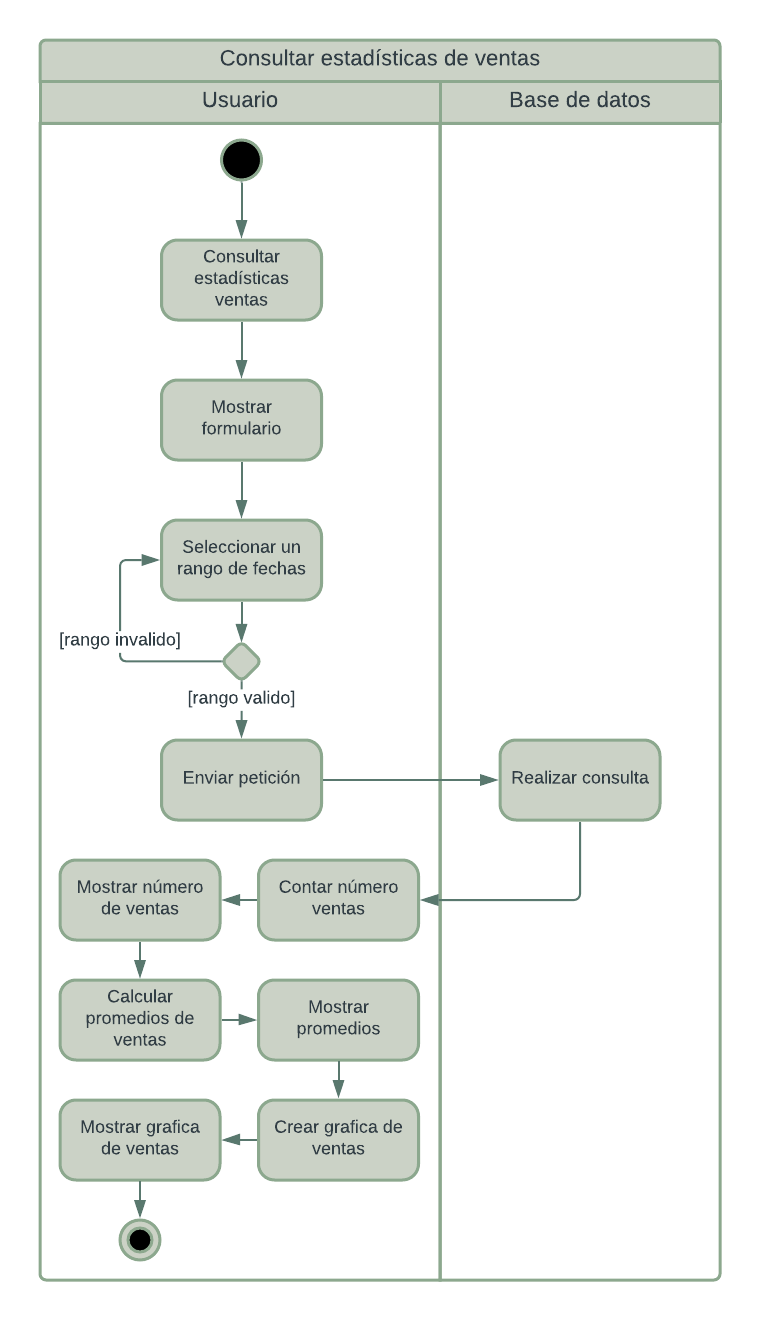 Consultar estadísticas de ventas
Usuario
Base de datos
Consultar
estadísticas
ventas
Mostrar
formulario
Seleccionar un
rango de fechas
[rango invalido]
[rango valido]
Enviar petición
Realizar consulta
Mostrar número
de ventas
Contar número
ventas
Calcular
promedios de
ventas
Mostrar
promedios
Mostrar grafica
de ventas
Crear grafica de
ventas